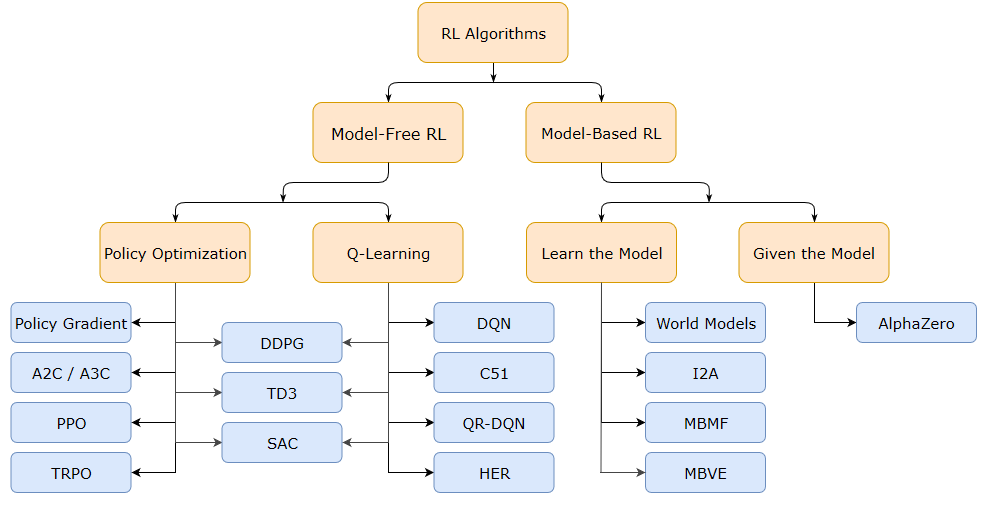 RL Algorithms
Model-Free RL
Model-Based RL
Policy Optimization
Q-Learning
Learn the Model
Given the Model
Policy Gradient
DDPG
DQN
World Models
AlphaZero
A2C / A3C
TD3
C51
I2A
PPO
SAC
QR-DQN
MBMF
TRPO
HER
MBVE